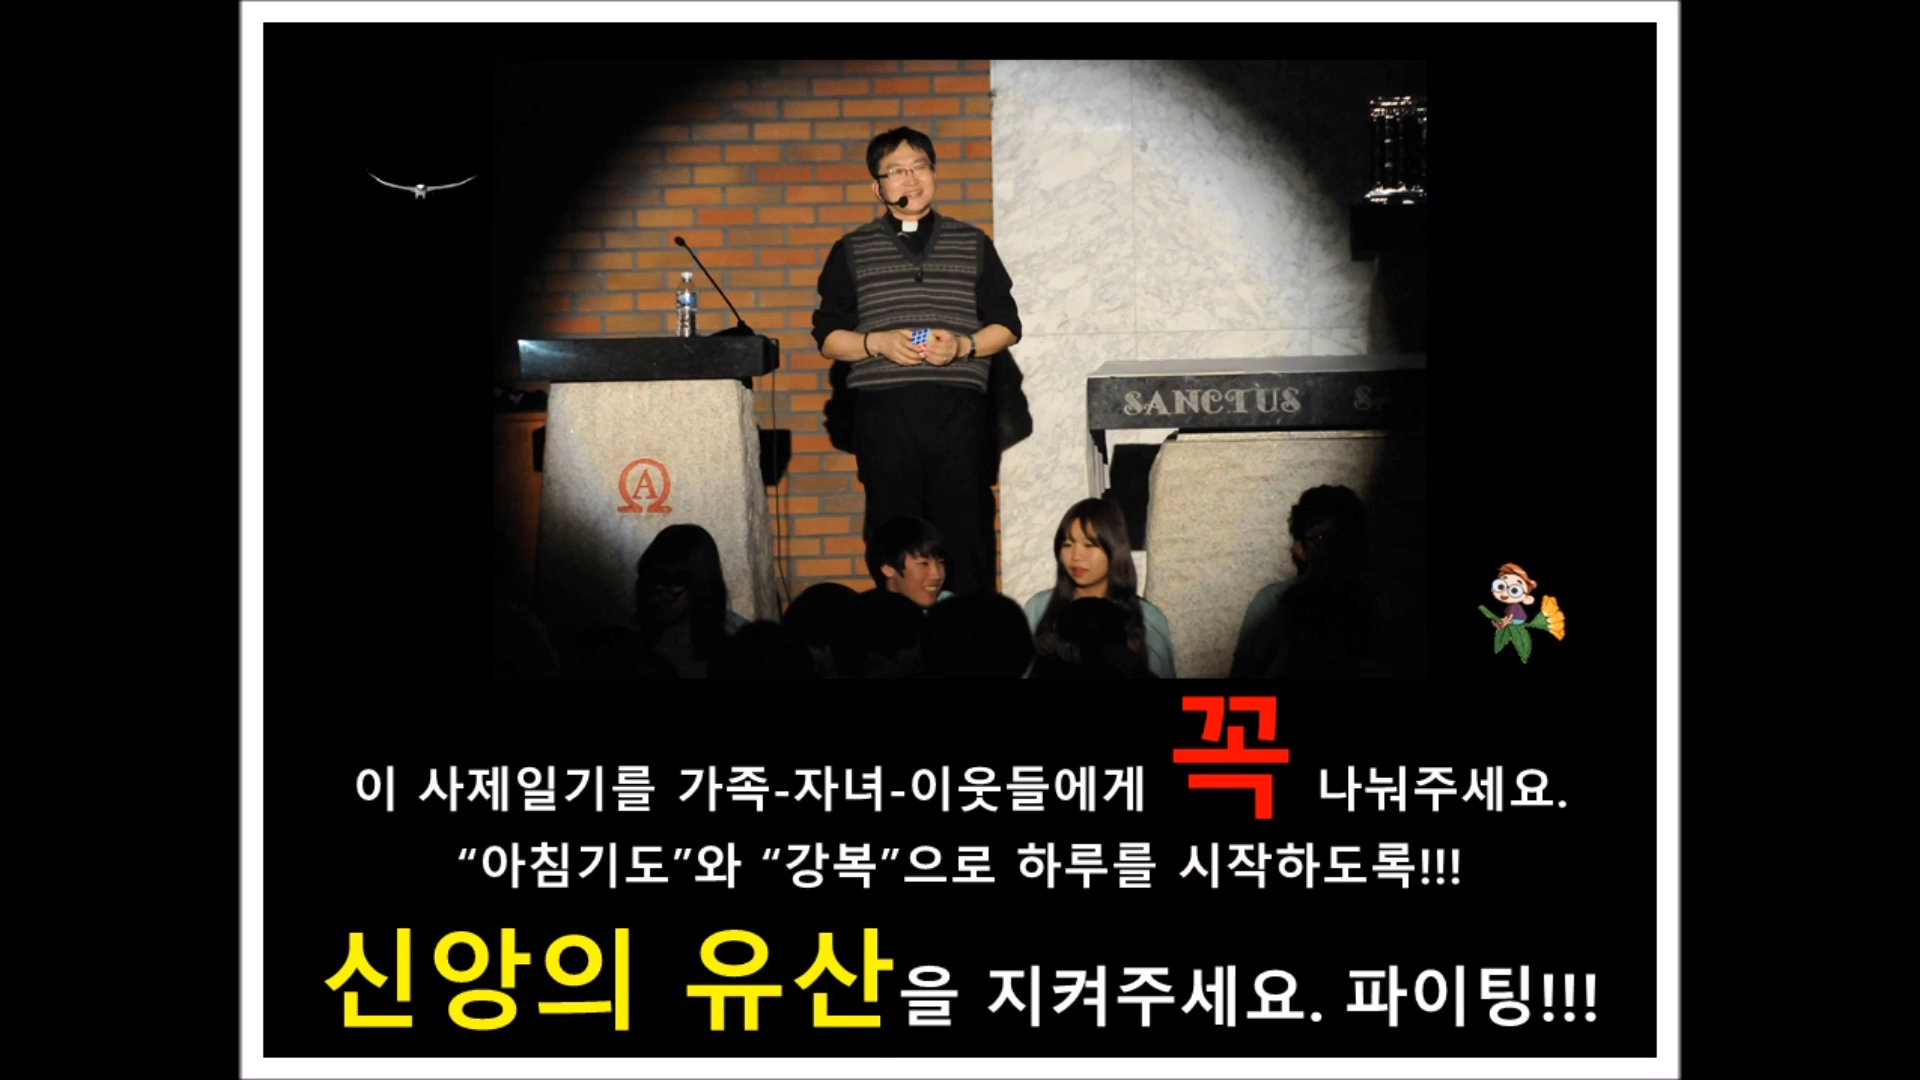 SANCTUS SA
A
이 사제일기를 가족-자녀-이웃들에게 꼭 나눠주세요.
“아침기도”와 “강복”으로 하루를 시작하도록!!!
신앙의 유산을 지켜주세요. 파이팅!!!